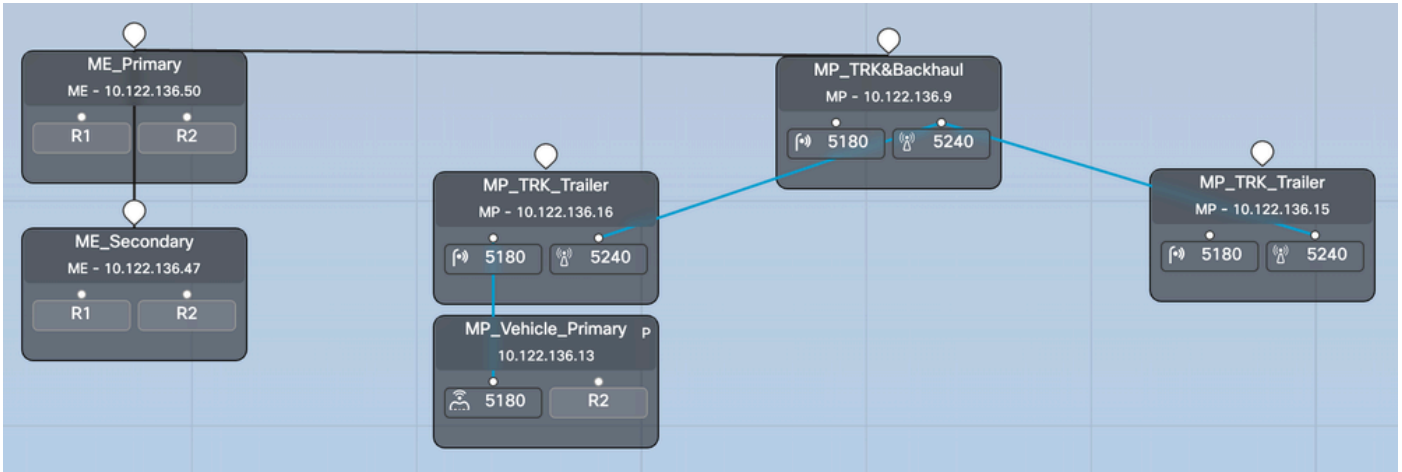 ME_Primary
ME - 10.122.136.50
R1 R2
ME_Secondary
ME - 10.122.136.47
R1 R2
MP_TRK_Trailer
MP - 10.122.136.16
5180 5240
MP_Vehicle_Primary P
10.122.136.13
5180 R2
MP_TRK&Backhaul
MP - 10.122.136.9
5180 5240
MP_TRK_Trailer
MP - 10.122.136.15
5180 5240